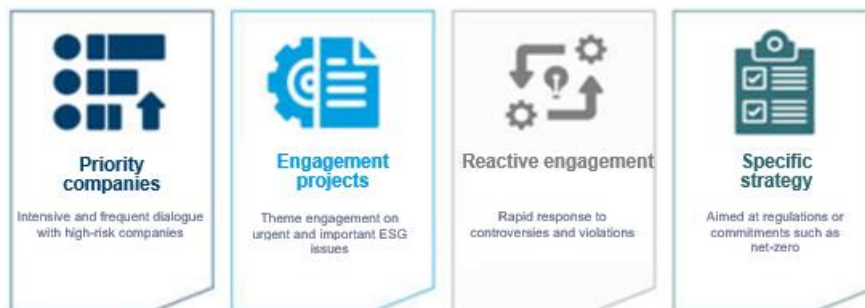 Priority
companies
Intensive and frequent dialogue
with high-risk companies
Engagement
projects
Theme engagement on
urgent and important ESG
issues
Reactive engagement
Rapid response to
controversies and violations
Specific
strategy
Aimed at regulations or
commitments such as
net-zero